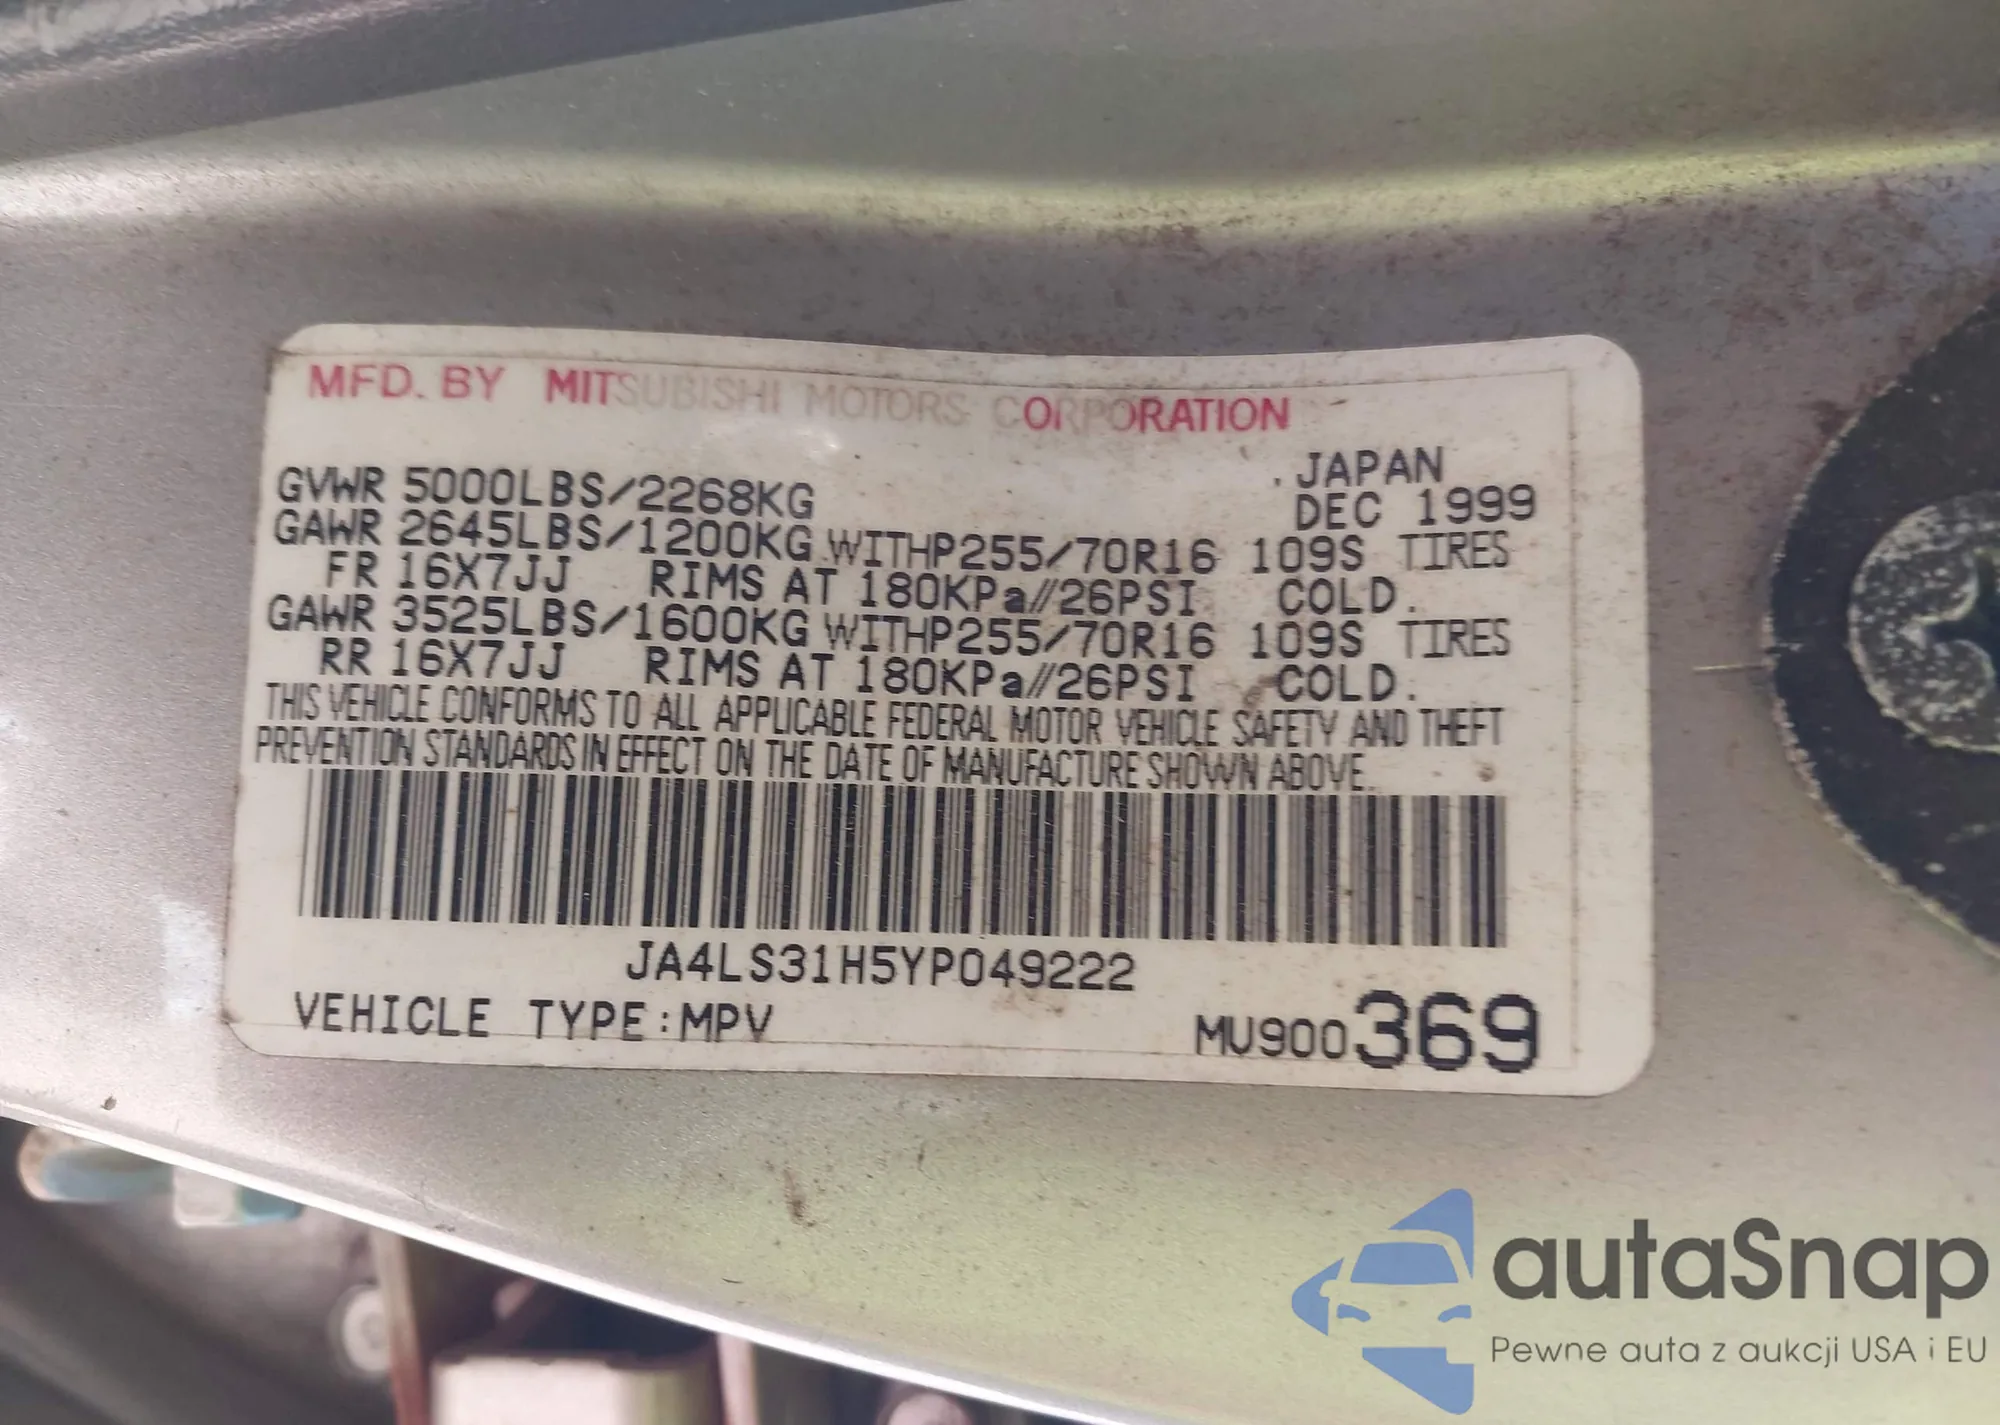 MFD. BY MITSUBISHI MOTORS CORPORATION
.JAPAN
GVWR 5000LBS/2268KG DEC 1999
GAWR 2645LBS/1200KG WITHP255/70R16 109S TIRES
FR 16X7JJ RIMS AT 180KPa//26PSI COLD.
GAWR 3525LBS/1600KG WITHP255/70R16 109S TIRES
RR 16X7JJ RIMS AT 180KPa//26PSI COLD.
THIS VEHICLE CONFORMS TO ALL APPLICABLE FEDERAL MOTOR VEHICLE SAFETY AND THEFT
PREVENTION STANDARDS IN EFFECT ON THE DATE OF MANUFACTURE SHOWN ABOVE.
JA4LS31H5YP049222
VEHICLE TYPE:MPV MU900369
autaSnap
Pewne auta z aukcji USA i EU